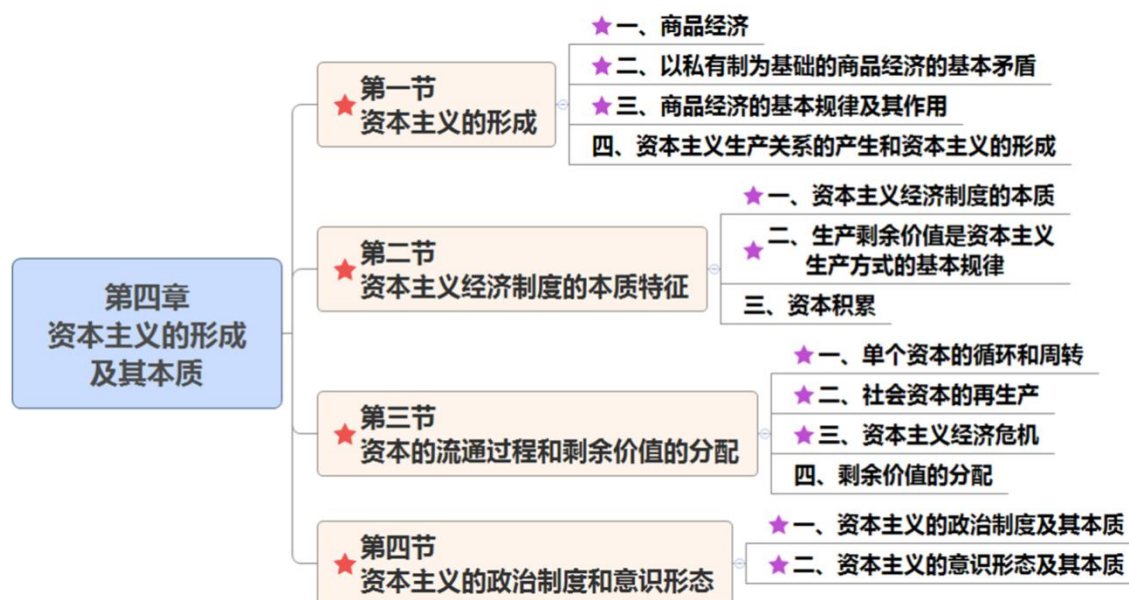 第四章
资本主义的形成
及其本质
第一节
资本主义的形成
一、商品经济
二、以私有制为基础的商品经济的基本矛盾
三、商品经济的基本规律及其作用
四、资本主义生产关系的产生和资本主义的形成
第二节
资本主义经济制度的本质特征
一、资本主义经济制度的本质
二、生产剩余价值是资本主义
生产方式的基本规律
三、资本积累
第三节
资本的流通过程和剩余价值的分配
一、单个资本的循环和周转
二、社会资本的再生产
三、资本主义经济危机
四、剩余价值的分配
第四节
资本主义的政治制度和意识形态
一、资本主义的政治制度及其本质
二、资本主义的意识形态及其本质